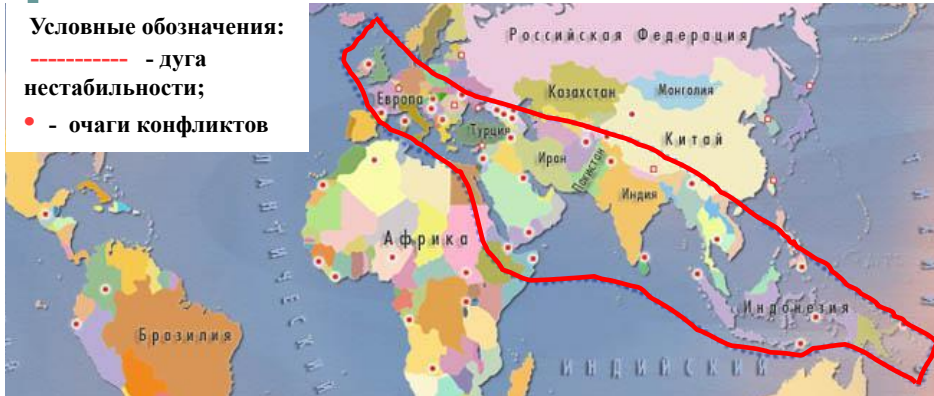 Условные обозначения:
----------- - дуга
нестабильности;
• - очаги конфликтов
Российская Федерация
Европа
Казахстан
Монголия
Турция
Китай
Иран
Пакистан
Индия
Африка
Индонезия
Бразилия
АТЛАНТИЧЕСКИЙ
ИНДИЙСКИЙ